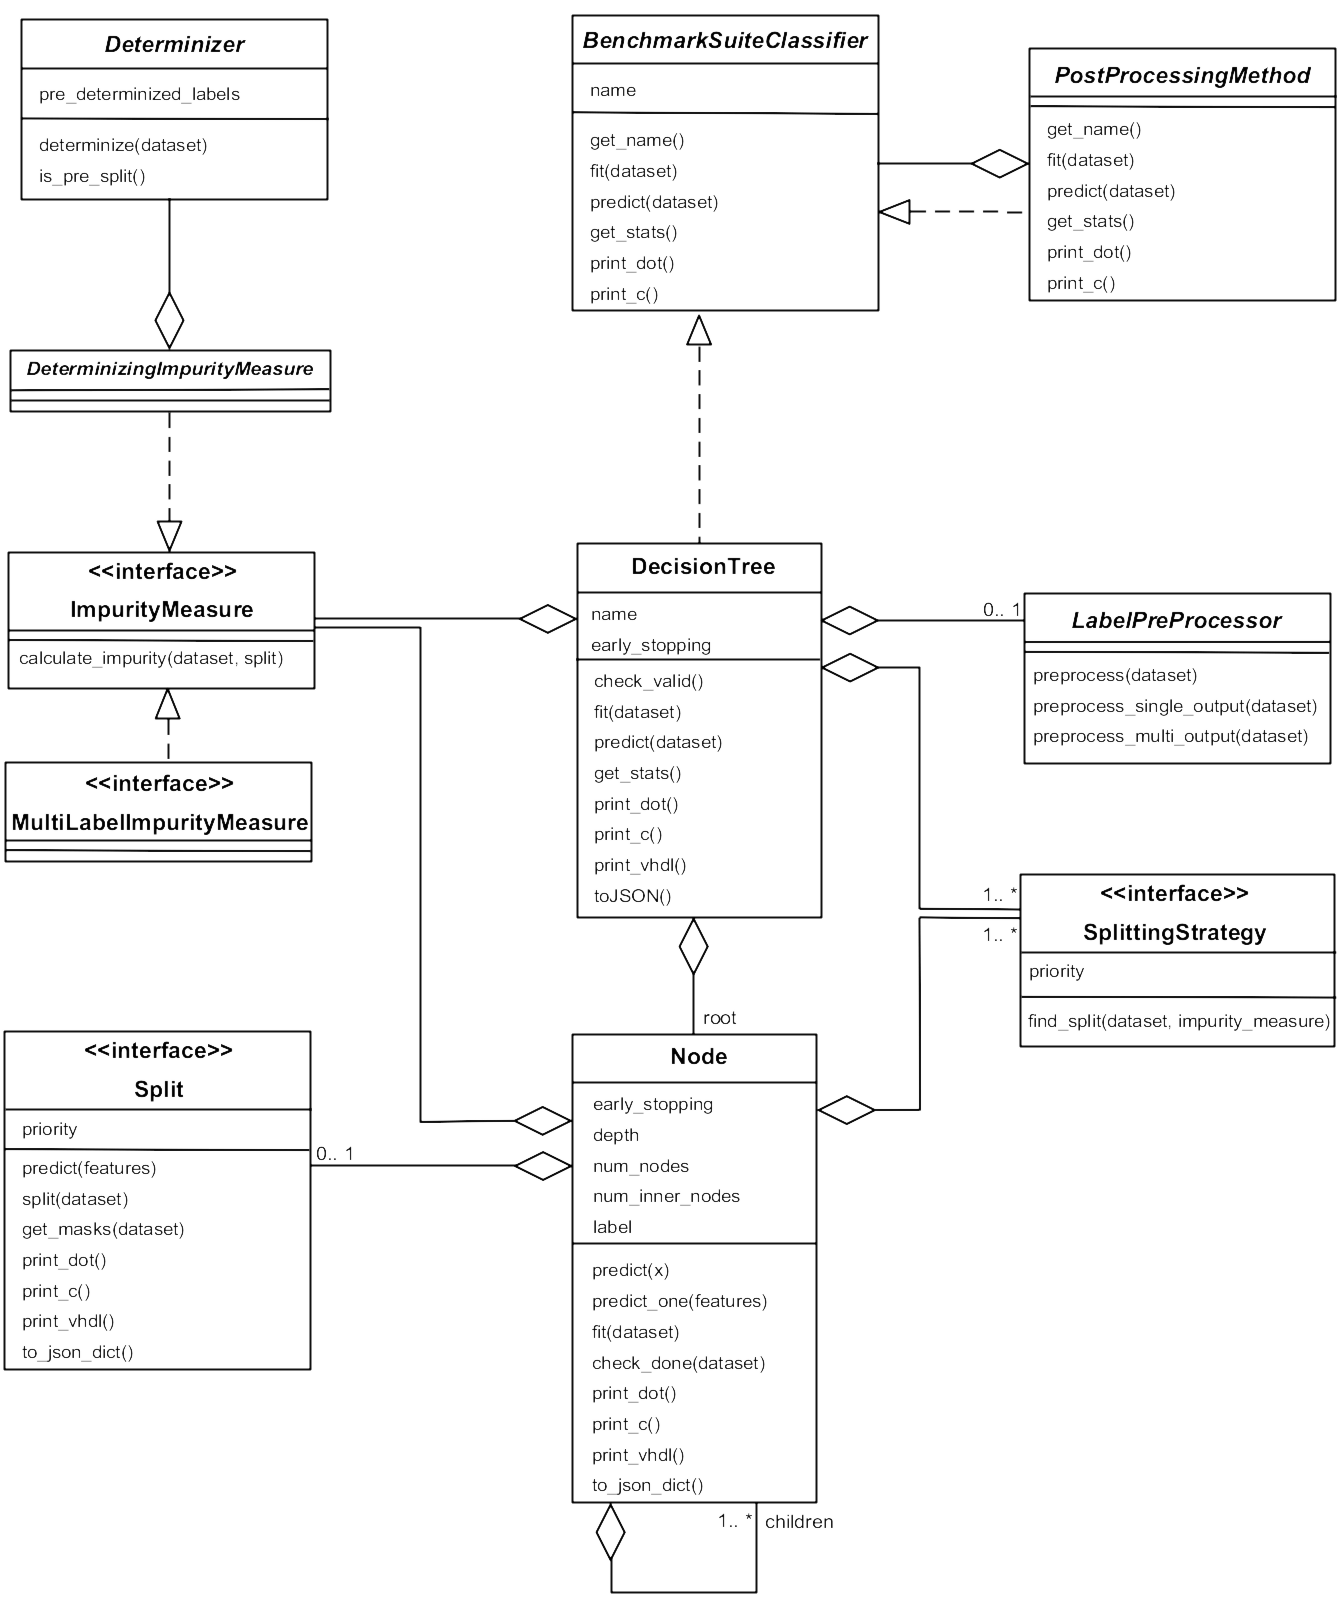 Determinizer
pre_determinized_labels
determinize(dataset)
is_pre_split()
BenchmarkSuiteClassifier
name
get_name()
fit(dataset)
predict(dataset)
get_stats()
print_dot()
print_c()
PostProcessingMethod
get_name()
fit(dataset)
predict(dataset)
get_stats()
print_dot()
print_c()
DeterminizingImpurityMeasure
<<interface>>
ImpurityMeasure
calculate_impurity(dataset, split)
<<interface>>
MultiLabelImpurityMeasure
DecisionTree
name
early_stopping
check_valid()
fit(dataset)
predict(dataset)
get_stats()
print_dot()
print_c()
print_vhdl()
toJSON()
0.. 1
LabelPreProcessor
preprocess(dataset)
preprocess_single_output(dataset)
preprocess_multi_output(dataset)
1.. *
1.. *
<<interface>>
SplittingStrategy
priority
find_split(dataset, impurity_measure)
root
<<interface>>
Split
priority
predict(features)
split(dataset)
get_masks(dataset)
print_dot()
print_c()
print_vhdl()
to_json_dict()
0.. 1
Node
early_stopping
depth
num_nodes
num_inner_nodes
label
predict(x)
predict_one(features)
fit(dataset)
check_done(dataset)
print_dot()
print_c()
print_vhdl()
to_json_dict()
1.. * children